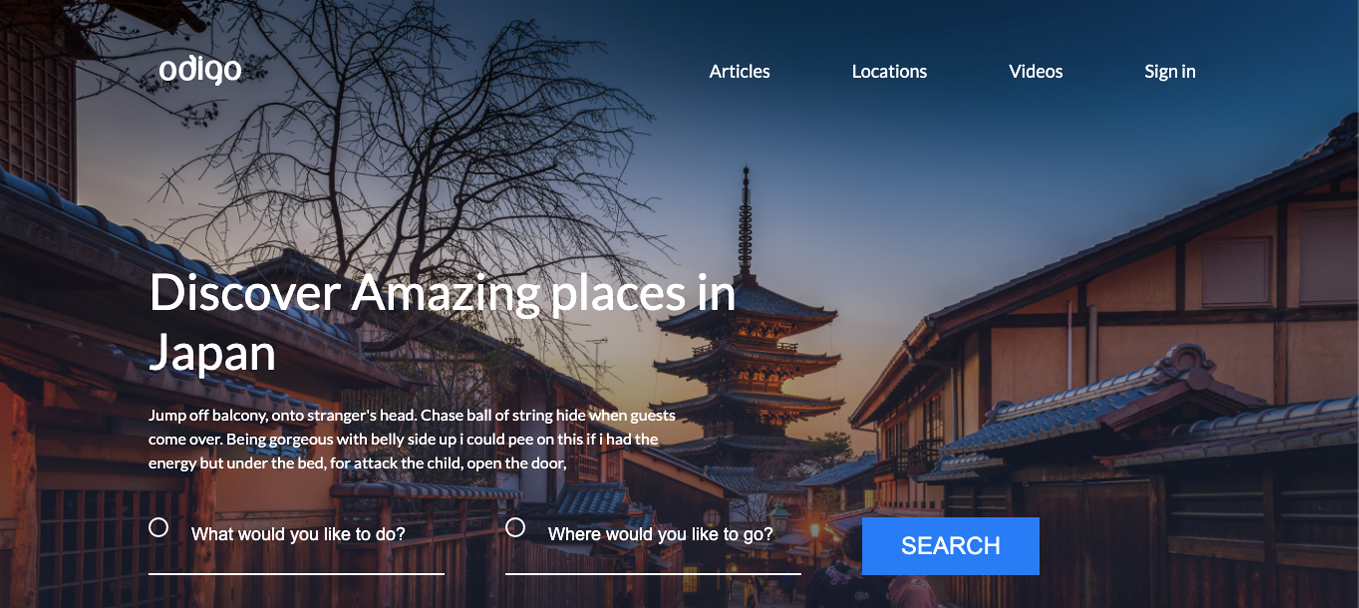 odigo
Articles
Locations
Videos
Sign in
Discover Amazing places in
Japan
Jump off balcony, onto stranger's head. Chase ball of string hide when guests
come over. Being gorgeous with belly side up i could pee on this if i had the
energy but under the bed, for attack the child, open the door,
What would you like to do?
Where would you like to go?
SEARCH